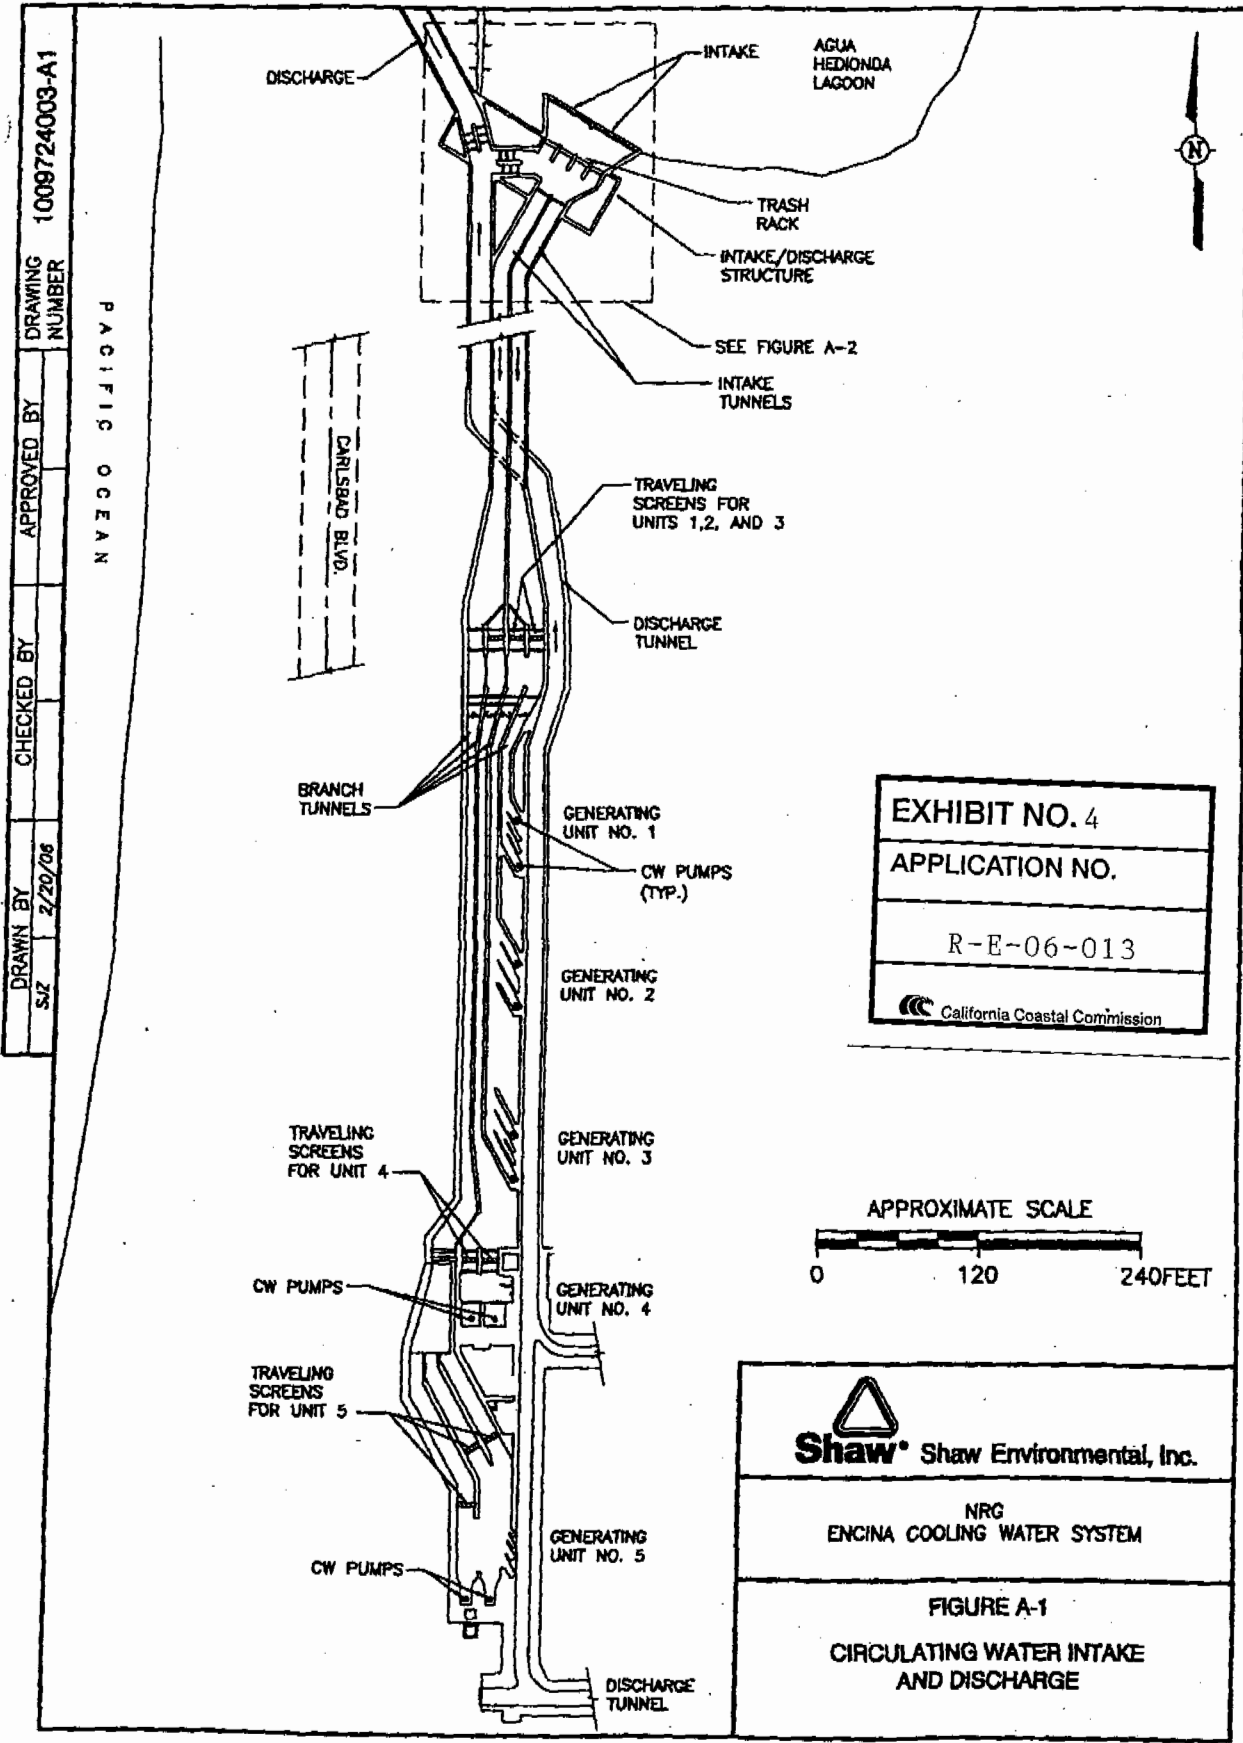 DRAWING
NUMBER
1009724003-A1
APPROVED BY
CHECKED BY
DRAWN BY
SJZ
2/20/06
PACIFIC OCEAN
CARLSBAD BLVD.
DISCHARGE
INTAKE
AGUA
HEDIONDA
LAGOON
N
TRASH
RACK
INTAKE/DISCHARGE
STRUCTURE
SEE FIGURE A-2
INTAKE
TUNNELS
TRAVELING
SCREENS FOR
UNITS 1,2, AND 3
DISCHARGE
TUNNEL
BRANCH
TUNNELS
GENERATING
UNIT NO. 1
CW PUMPS
(TYP.)
GENERATING
UNIT NO. 2
TRAVELING
SCREENS
FOR UNIT 4
GENERATING
UNIT NO. 3
CW PUMPS
GENERATING
UNIT NO. 4
TRAVELING
SCREENS
FOR UNIT 5
GENERATING
UNIT NO. 5
CW PUMPS
DISCHARGE
TUNNEL
EXHIBIT NO. 4
APPLICATION NO.
R-E-06-013
California Coastal Commission
APPROXIMATE SCALE
0 120 240FEET
Shaw® Shaw Environmental, Inc.
NRG
ENCINA COOLING WATER SYSTEM
FIGURE A-1
CIRCULATING WATER INTAKE
AND DISCHARGE